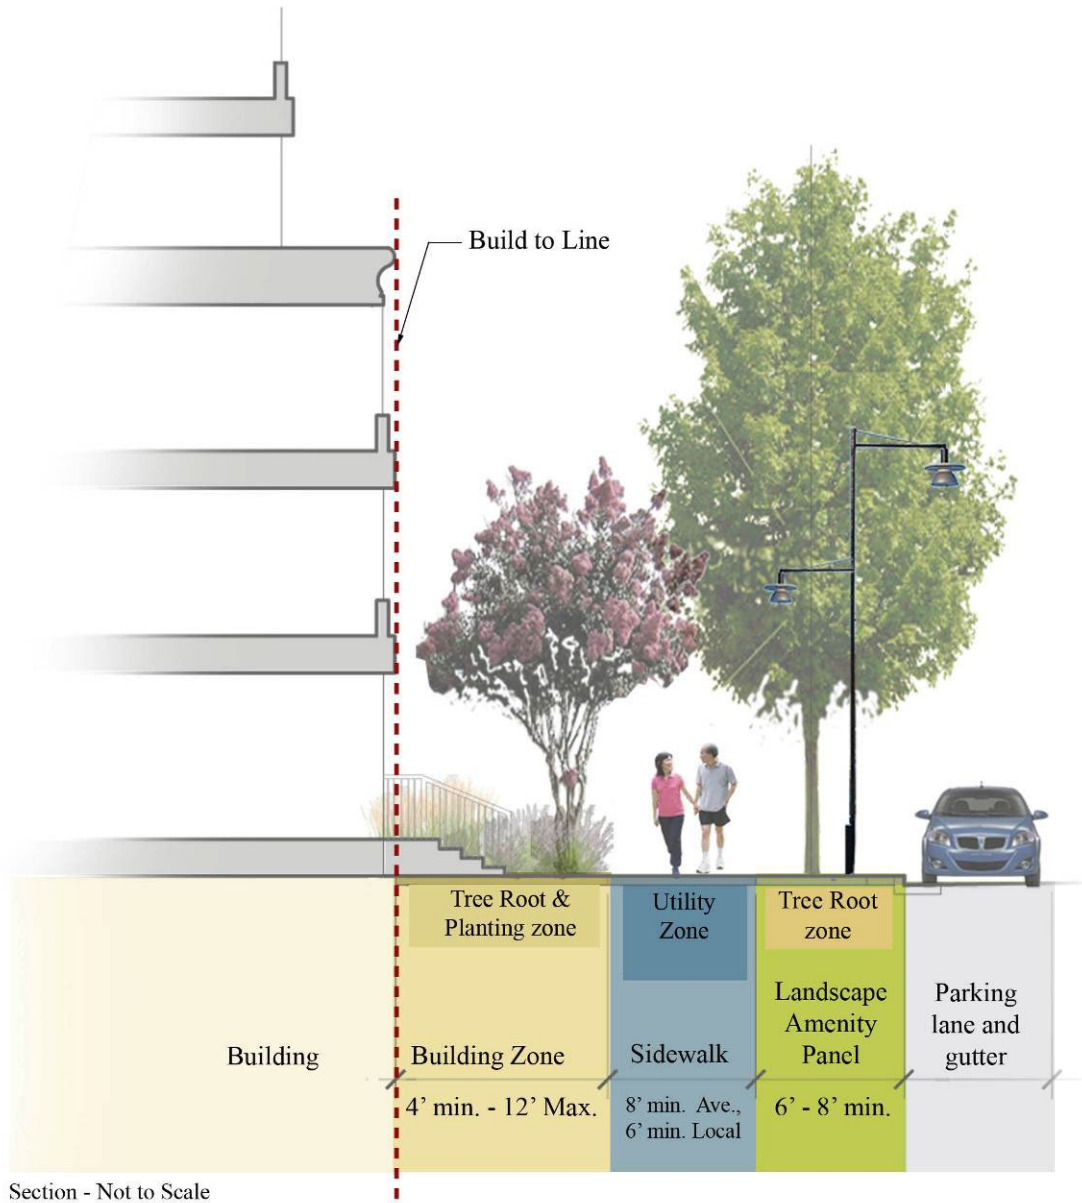 Build to Line
Tree Root &
Planting zone
Utility
Zone
Tree Root
zone
Building
Building Zone
Sidewalk
Landscape
Amenity
Panel
Parking
lane and
gutter
4’ min. - 12’ Max.
8’ min. Ave.,
6’ min. Local
6’ - 8’ min.
Section - Not to Scale